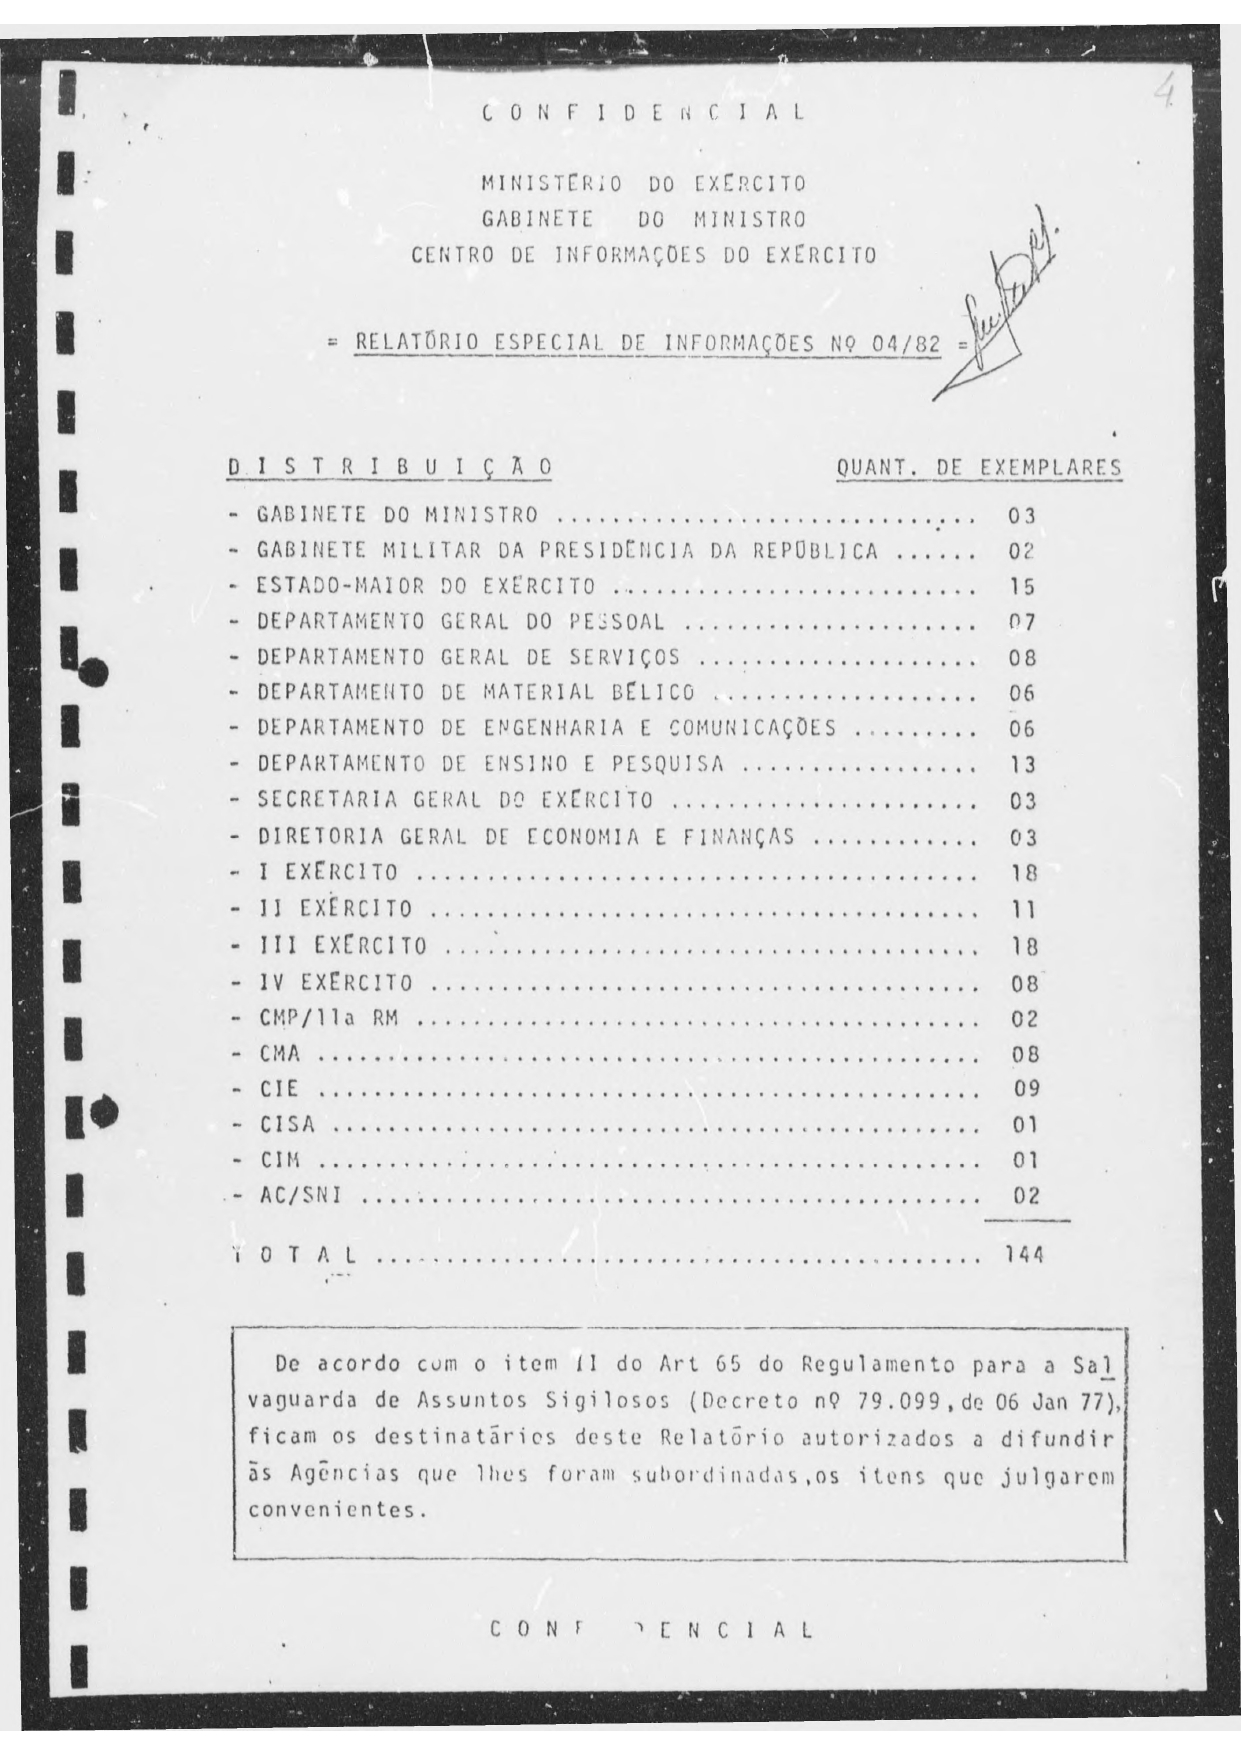 4
C O N F I D E N C I A L
MINISTÉRIO DO EXÉRCITO
GABINETE DO MINISTRO
CENTRO DE INFORMAÇÕES DO EXÉRCITO
= RELATÓRIO ESPECIAL DE INFORMAÇÕES Nº 04/82 =
D I S T R I B U I Ç Ã O QUANT. DE EXEMPLARES
- GABINETE DO MINISTRO .............................. 03
- GABINETE MILITAR DA PRESIDÊNCIA DA REPÚBLICA ...... 02
- ESTADO-MAIOR DO EXÉRCITO .......................... 15
- DEPARTAMENTO GERAL DO PESSOAL ..................... 07
- DEPARTAMENTO GERAL DE SERVIÇOS .................... 08
- DEPARTAMENTO DE MATERIAL BÉLICO ................... 06
- DEPARTAMENTO DE ENGENHARIA E COMUNICAÇÕES ......... 06
- DEPARTAMENTO DE ENSINO E PESQUISA ................. 13
- SECRETARIA GERAL DO EXÉRCITO ...................... 03
- DIRETORIA GERAL DE ECONOMIA E FINANÇAS ............ 03
- I EXÉRCITO ........................................ 18
- II EXÉRCITO ....................................... 11
- III EXÉRCITO ...................................... 18
- IV EXÉRCITO ....................................... 08
- CMP/11a RM ........................................ 02
- CMA ............................................... 08
- CIE ............................................... 09
- CISA .............................................. 01
- CIM ............................................... 01
- AC/SNI ............................................ 02
T O T A L ........................................... 144
De acordo com o item II do Art 65 do Regulamento para a Sal
vaguarda de Assuntos Sigilosos (Decreto nº 79.099, de 06 Jan 77),
ficam os destinatários deste Relatório autorizados a difundir
às Agências que lhes foram subordinadas,os itens que julgarem
convenientes.
C O N F D E N C I A L